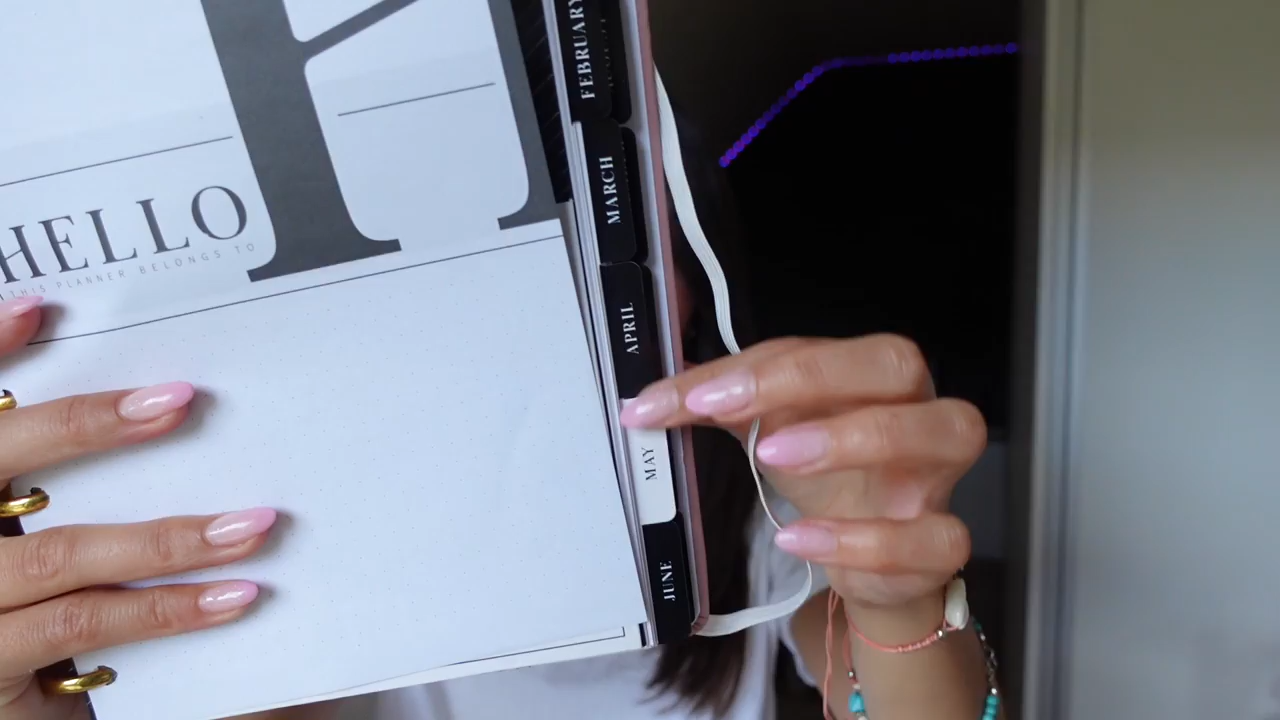 HELLO
THIS PLANNER BELONGS TO
FEBRUARY
MARCH
APRIL
MAY
JUNE